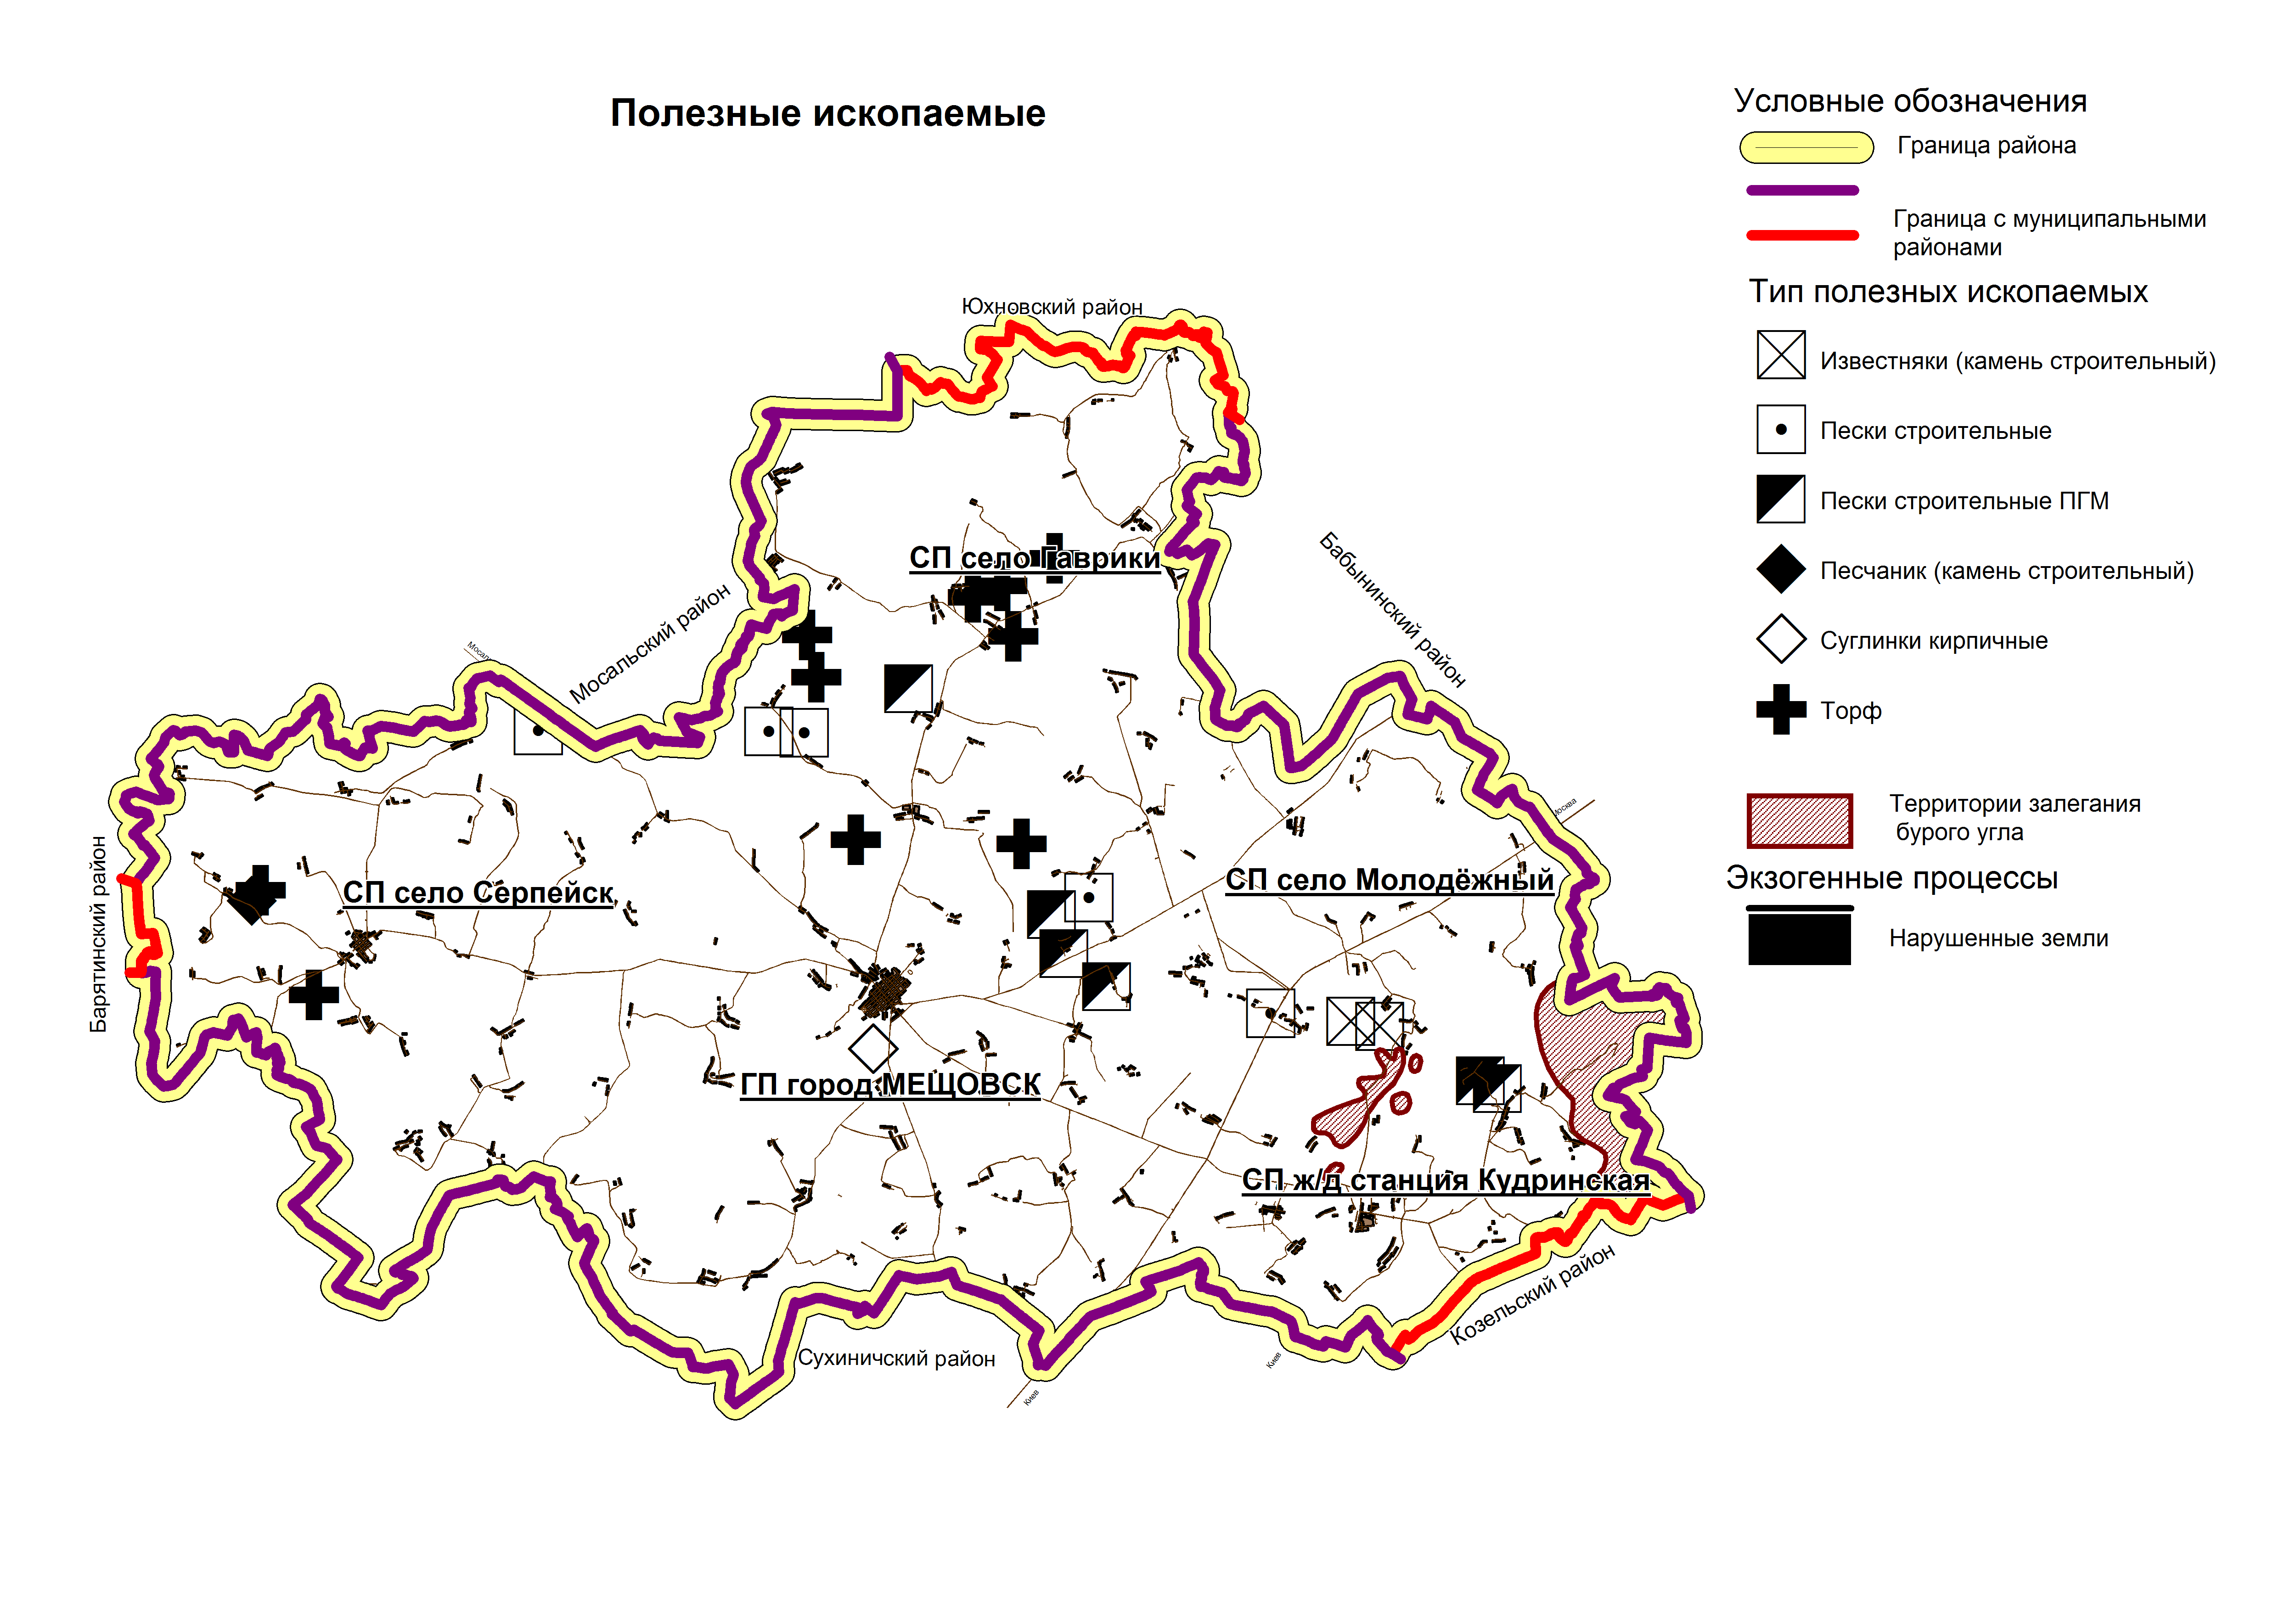 Полезные ископаемые
Условные обозначения
Граница района
Граница с муниципальными
районами
Тип полезных ископаемых
Известняки (камень строительный)
Пески строительные
Пески строительные ПГМ
Песчаник (камень строительный)
Суглинки кирпичные
Торф
Территории залегания
бурого угла
Экзогенные процессы
Нарушенные земли
Юхновский район
Бабынинский район
Мосальский район
СП село Гаврики
Москва
Барятинский район
СП село Серпейск
СП село Молодёжный
ГП город МЕЩОВСК
СП ж/д станция Кудринская
Козельский район
Сухиничский район
Киев
Киев